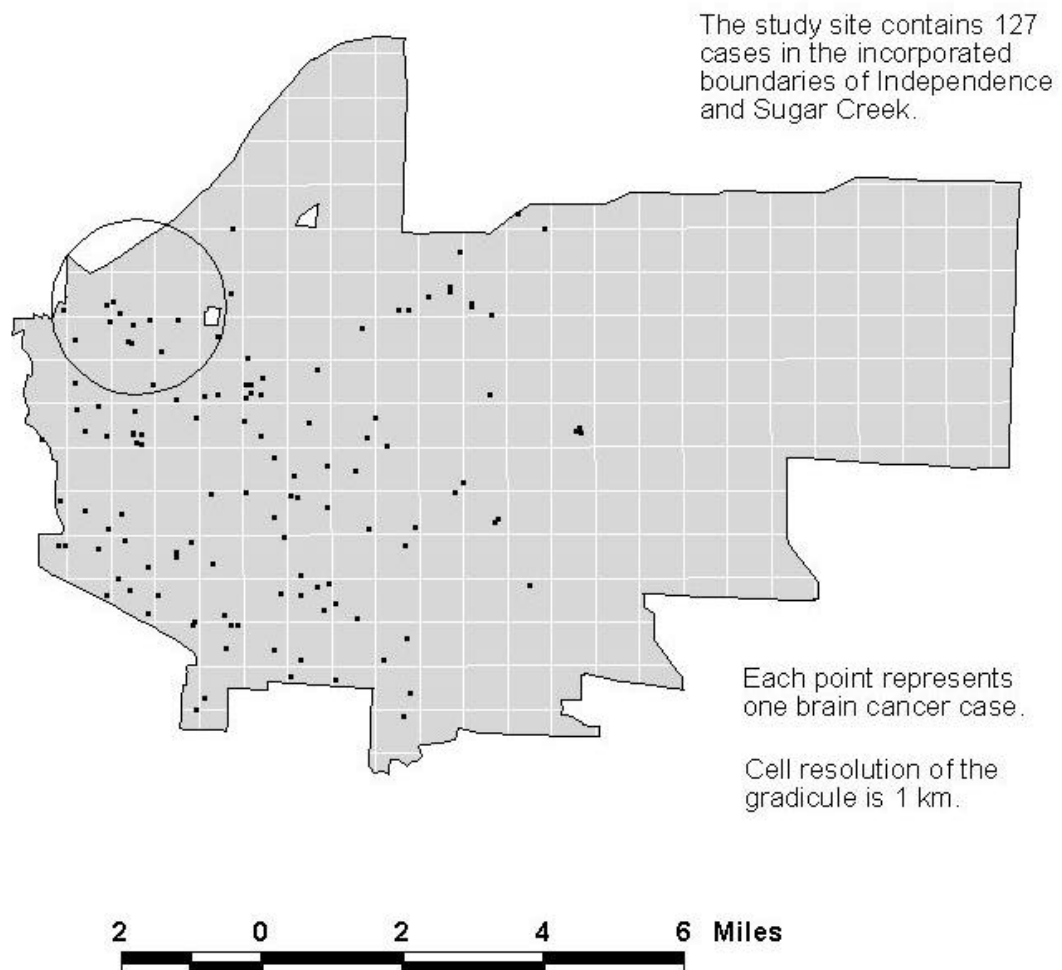 The study site contains 127
cases in the incorporated
boundaries of Independence
and Sugar Creek.
Each point represents
one brain cancer case.
Cell resolution of the
gradicule is 1 km.
2 0 2 4 6 Miles